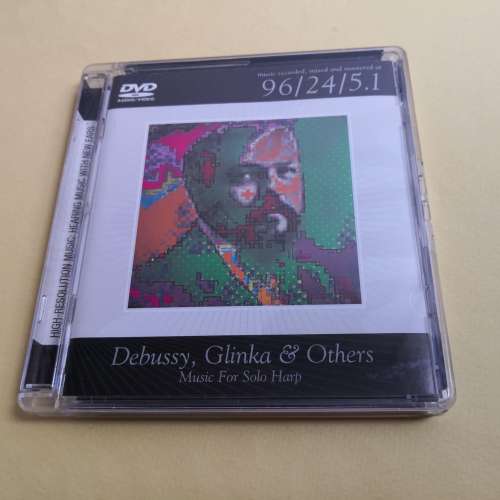 music recorded, mixed and mastered at
96/24/5.1
DVD
AUDIO/VIDEO
HIGH-RESOLUTION MUSIC: HEARING MUSIC WITH NEW EARS
Debussy, Glinka & Others
Music For Solo Harp